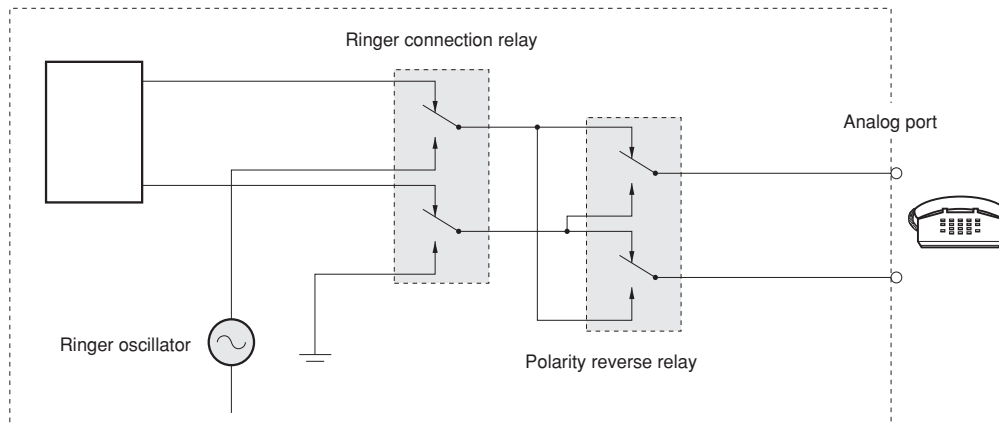 Ringer connection relay
Analog port
Ringer oscillator
Polarity reverse relay